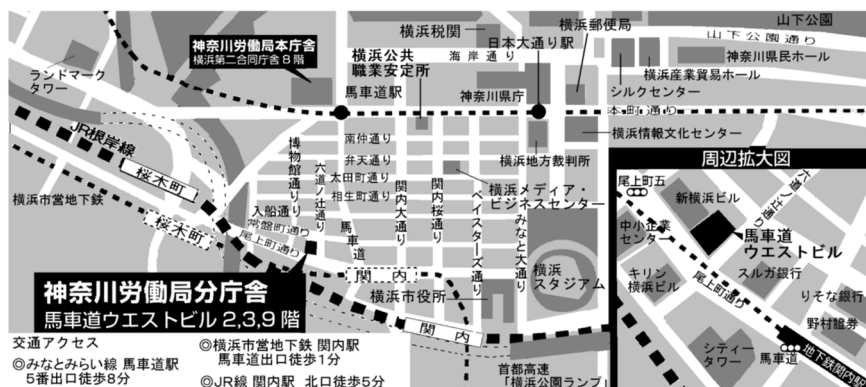 山下公園
山下公園通り
横浜税関
海岸通り
日本大通り駅
横浜郵便局
神奈川労働局本庁舎
横浜第二合同庁舎8階
横浜公共
職業安定所
馬車道駅
神奈川県庁
シルクセンター
横浜産業貿易ホール
神奈川県民ホール
ランドマーク
タワー
本町通り
横浜情報文化センター
横浜地方裁判所
JR根岸線
桜木町
横浜市営地下鉄
桜木町
博物館通り
六道ノ辻通り
南仲通り
弁天通り
太田町通り
相生町通り
入船通り
常盤町通り
尾上町通り
馬車道
関内大通り
関内桜通り
ベイスターズ通り
みなと大通り
横浜メディア・
ビジネスセンター
横浜
スタジアム
関内
横浜市役所
関内
神奈川労働局分庁舎
馬車道ウエストビル 2,3,9 階
首都高速
「横浜公園ランプ」
周辺拡大図
尾上町五
新横浜ビル
六道ノ辻通り
中小企業
センター
馬車道
ウエストビル
キリン
横浜ビル
尾上町通り
スルガ銀行
りそな銀行
野村證券
シティー
タワー
馬車道
地下鉄関内駅
交通アクセス
◎みなとみらい線 馬車道駅
5番出口徒歩8分
◎横浜市営地下鉄 関内駅
馬車道出口徒歩1分
◎JR線 関内駅 北口徒歩5分